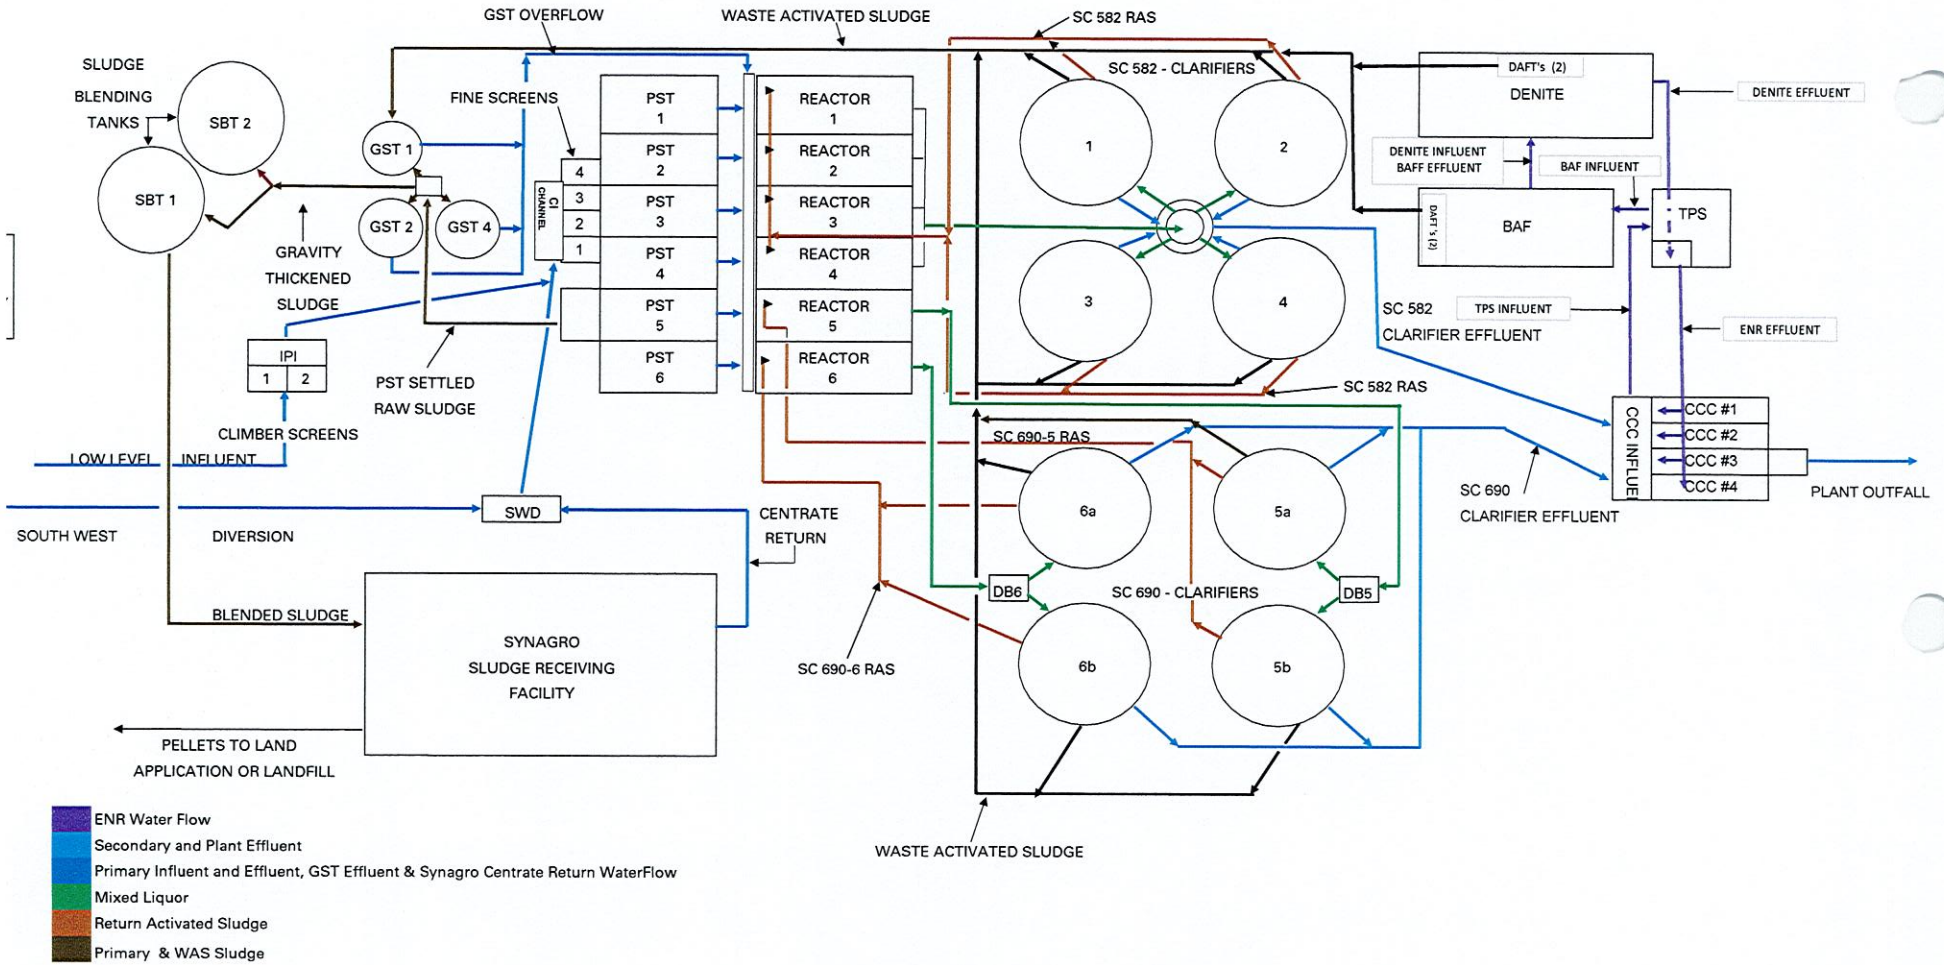 GST OVERFLOW
WASTE ACTIVATED SLUDGE
SC 582 RAS
SLUDGE
BLENDING
TANKS
SBT 2
SBT 1
GST 1
GST 2
GST 4
GRAVITY
THICKENED
SLUDGE
FINE SCREENS
CI
CHANNEL
4
3
2
1
PST
1
PST
2
PST
3
PST
4
PST
5
PST
6
REACTOR
1
REACTOR
2
REACTOR
3
REACTOR
4
REACTOR
5
REACTOR
6
SC 582 - CLARIFIERS
1
2
3
4
DAFT's (2)
DENITE
DENITE EFFLUENT
DENITE INFLUENT
BAFF EFFLUENT
BAF INFLUENT
DAFT's (2)
BAF
TPS
TPS INFLUENT
ENR EFFLUENT
SC 582
CLARIFIER EFFLUENT
SC 582 RAS
IPI
1 2
PST SETTLED
RAW SLUDGE
CLIMBER SCREENS
LOW LEVEL INFLUENT
SOUTH WEST DIVERSION
SWD
CENTRATE
RETURN
SC 690-5 RAS
6a
5a
DB6
SC 690 - CLARIFIERS
DB5
6b
5b
SC 690-6 RAS
SC 690
CLARIFIER EFFLUENT
CCC INFLUE
CCC #1
CCC #2
CCC #3
CCC #4
PLANT OUTFALL
BLENDED SLUDGE
SYNAGRO
SLUDGE RECEIVING
FACILITY
PELLETS TO LAND
APPLICATION OR LANDFILL
WASTE ACTIVATED SLUDGE
ENR Water Flow
Secondary and Plant Effluent
Primary Influent and Effluent, GST Effluent & Synagro Centrate Return WaterFlow
Mixed Liquor
Return Activated Sludge
Primary & WAS Sludge